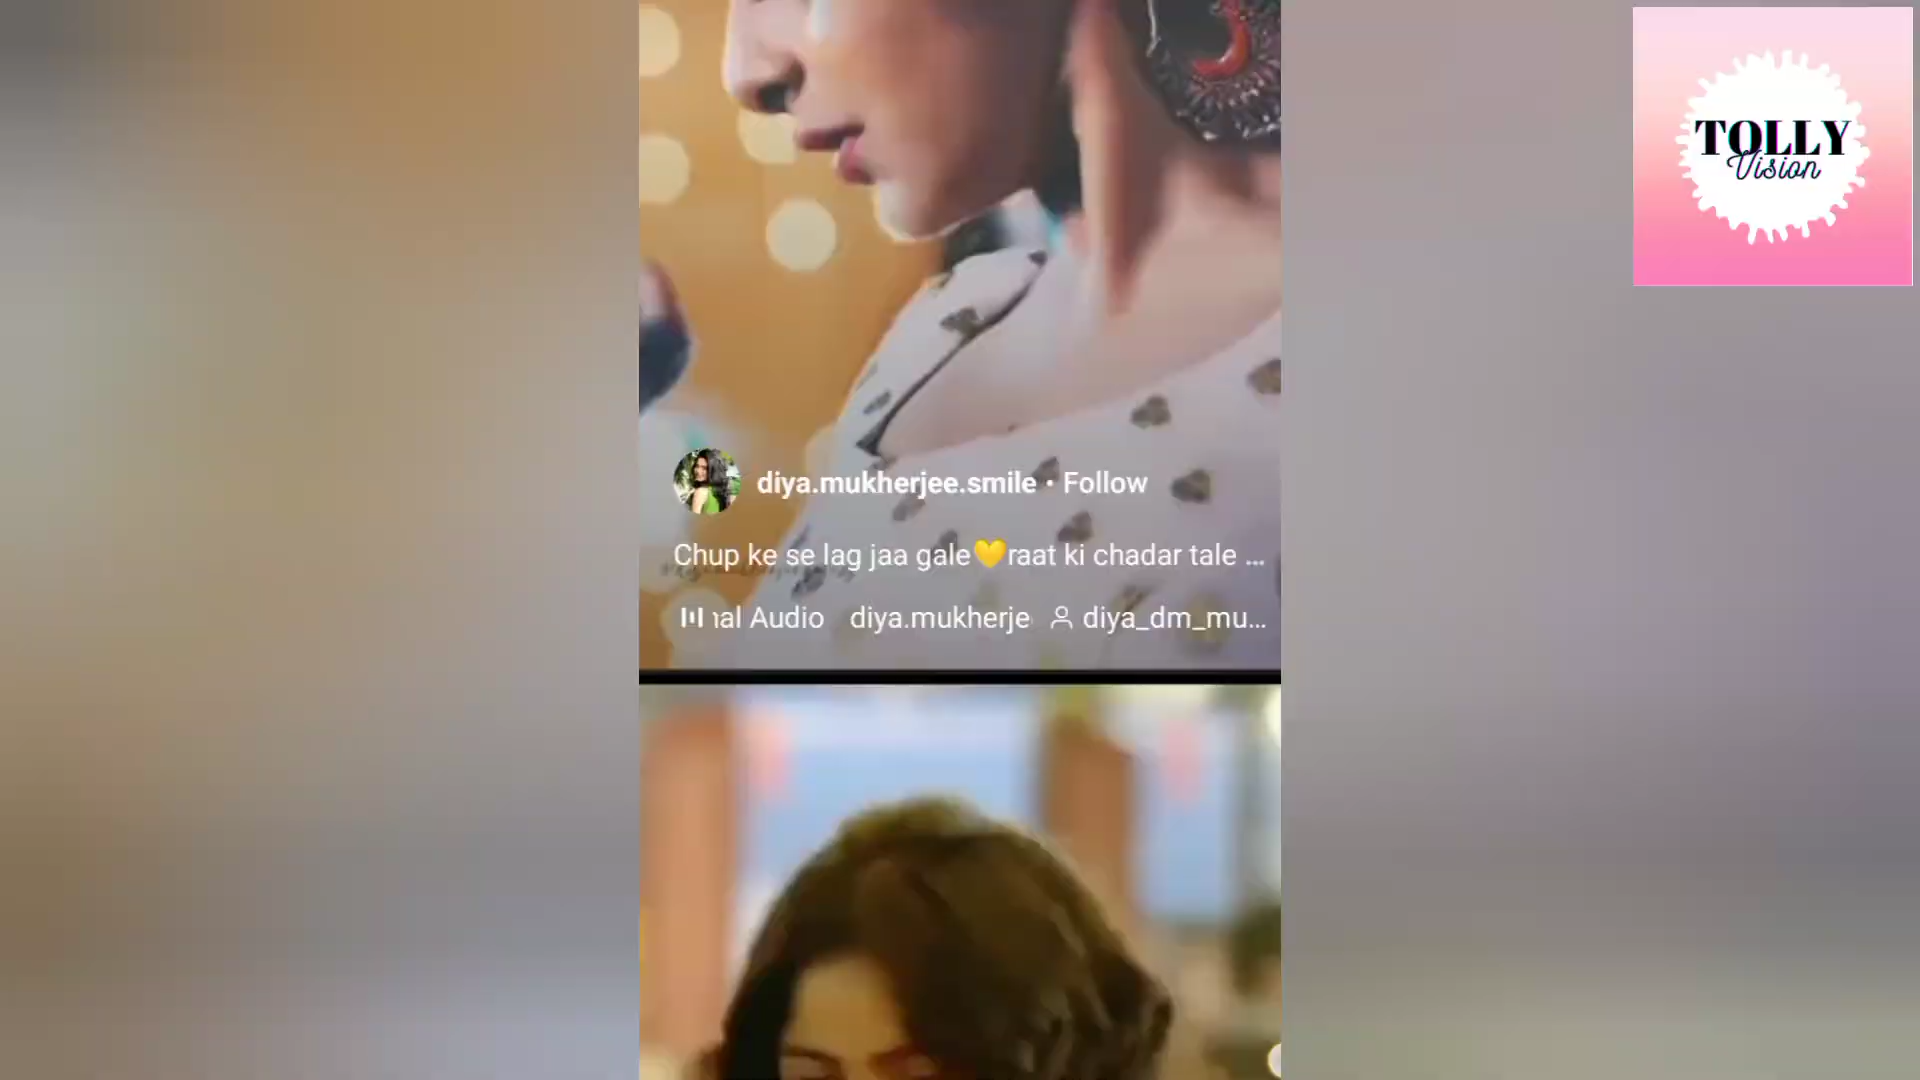 TOLLY
Vision
diya.mukherjee.smile • Follow
Chup ke se lag jaa gale💛raat ki chadar tale ...
nal Audio diya.mukherje diya_dm_mu...